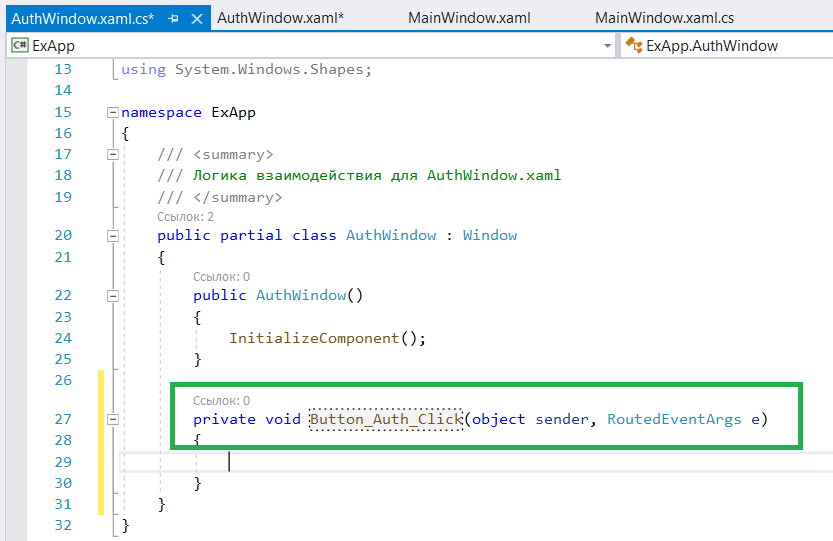 AuthWindow.xaml.cs* AuthWindow.xaml* MainWindow.xaml MainWindow.xaml.cs
C# ExApp ExApp.AuthWindow
13 using System.Windows.Shapes;
14
15 namespace ExApp
16 {
17 /// <summary>
18 /// Логика взаимодействия для AuthWindow.xaml
19 /// </summary>
Ссылок: 2
20 public partial class AuthWindow : Window
21 {
Ссылок: 0
22 public AuthWindow()
23 {
24 InitializeComponent();
25 }
26
Ссылок: 0
27 private void Button_Auth_Click(object sender, RoutedEventArgs e)
28 {
29
30 }
31 }
32 }